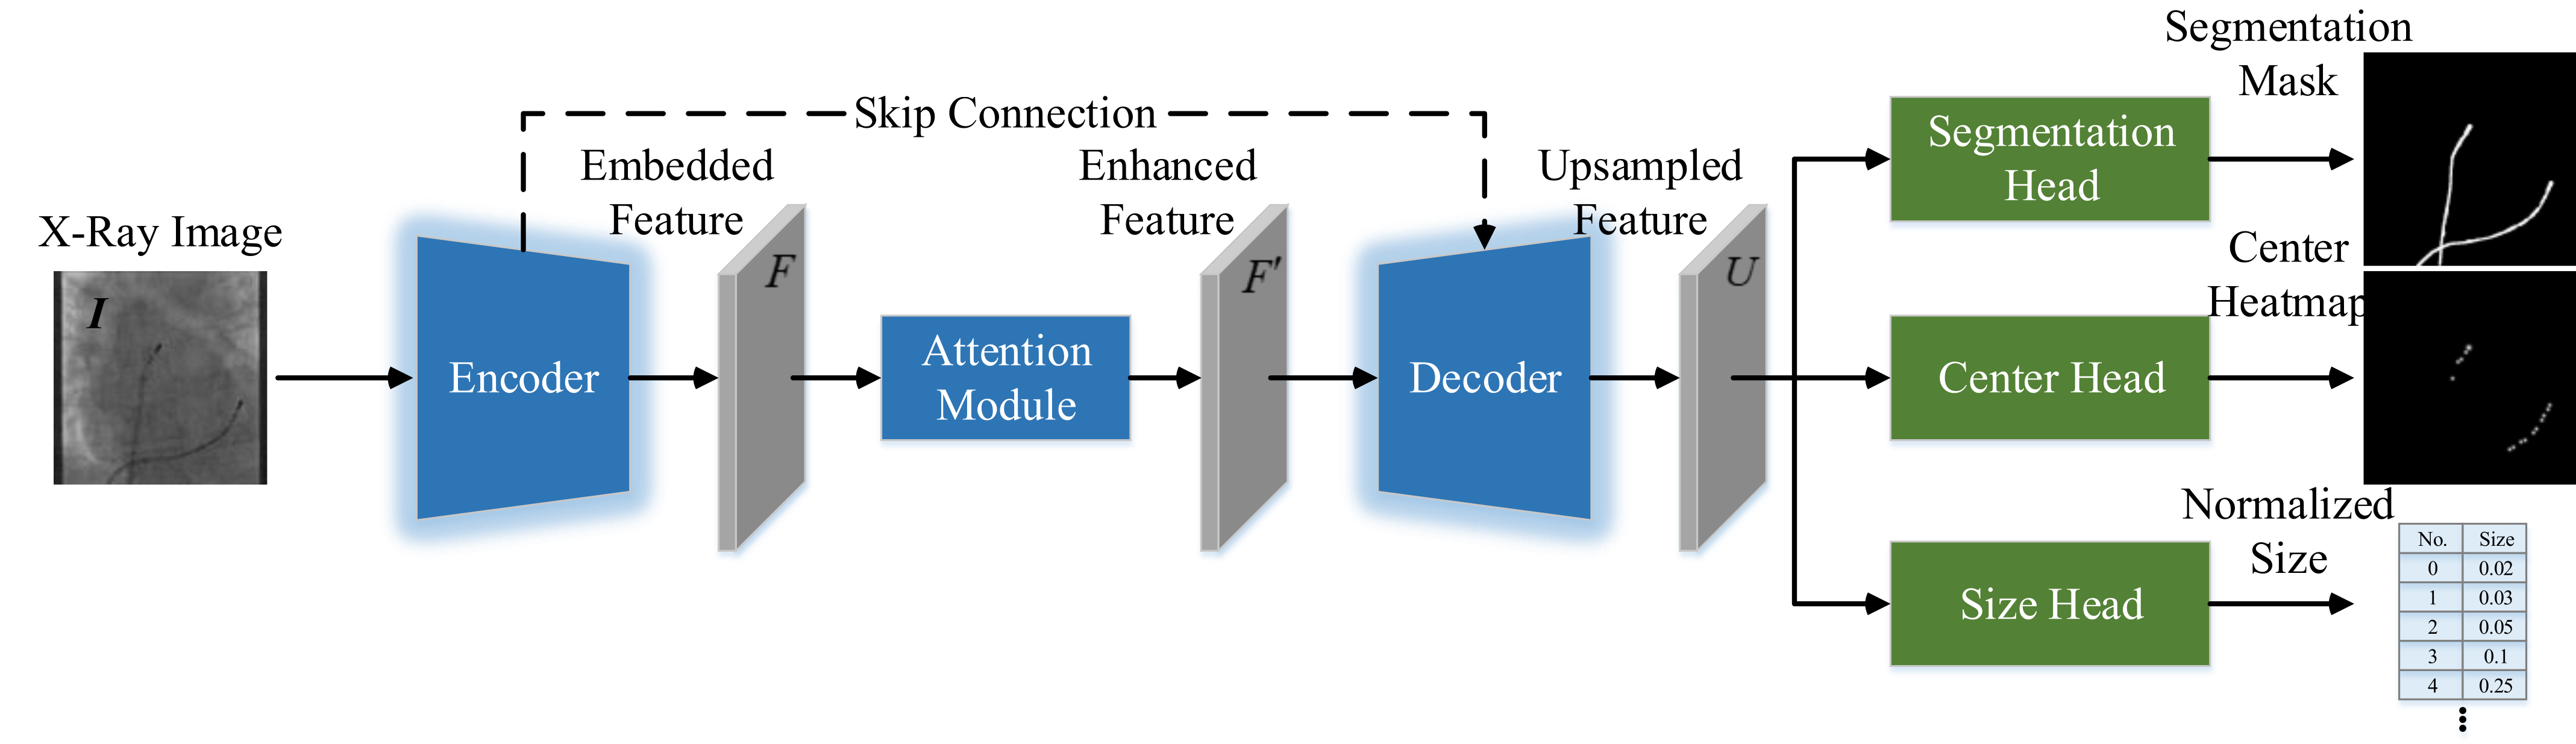 X-Ray Image
I
Encoder
Skip Connection
Embedded
Feature
F
Attention
Module
Enhanced
Feature
F′
Decoder
Upsampled
Feature
U
Segmentation
Head
Segmentation
Mask
Center Head
Center
Heatmap
Size Head
Normalized
Size
No. Size
0 0.02
1 0.03
2 0.05
3 0.1
4 0.25